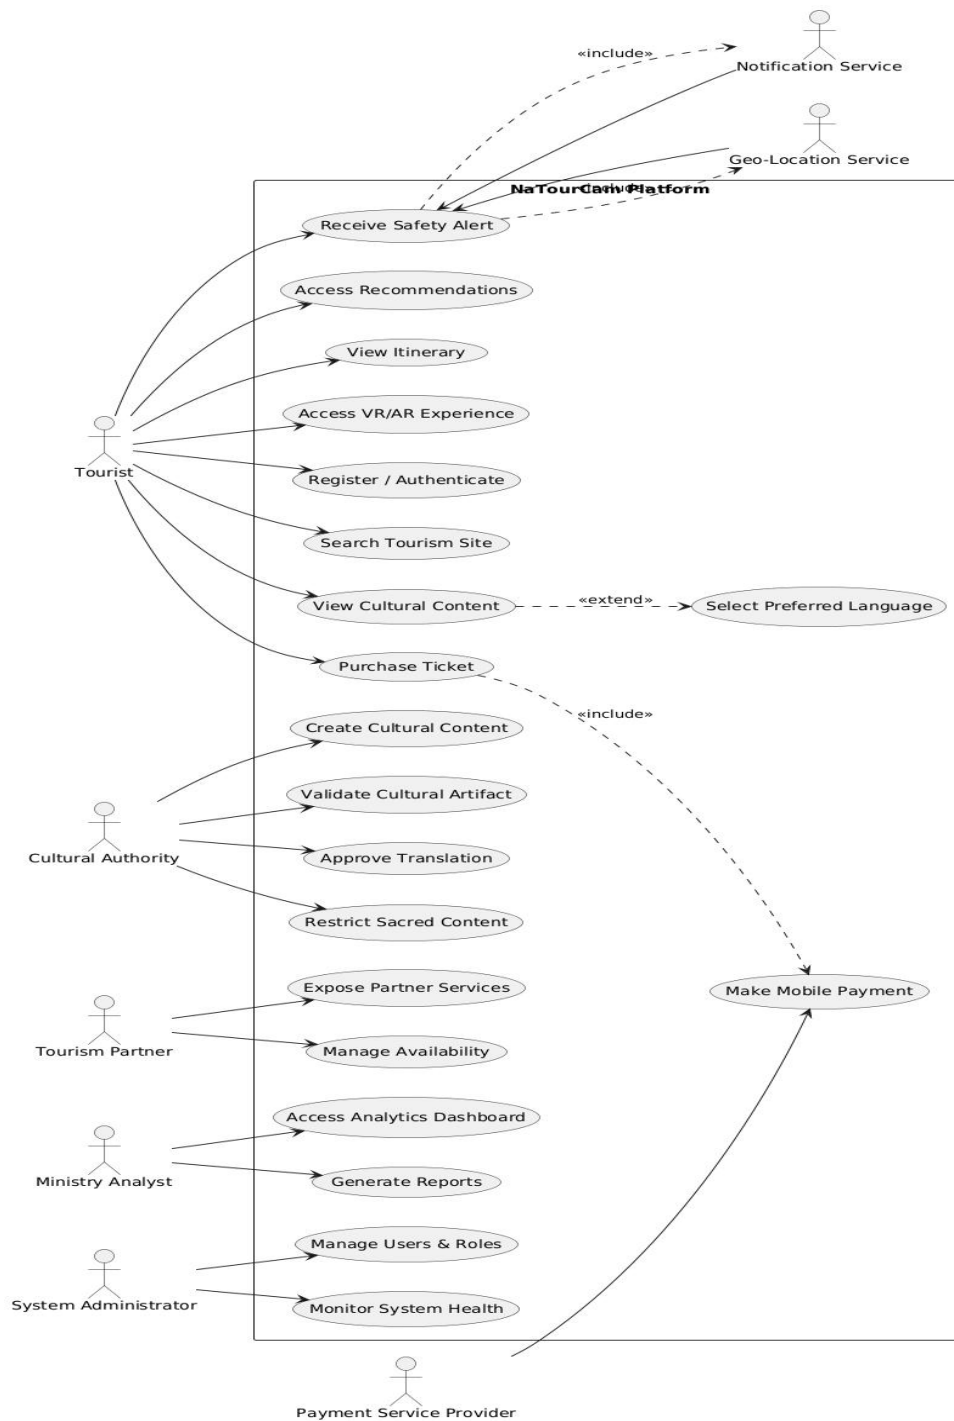 «include»
Notification Service
Geo-Location Service
«include»
NaTourCam Platform
Receive Safety Alert
Access Recommendations
View Itinerary
Access VR/AR Experience
Tourist
Register / Authenticate
Search Tourism Site
View Cultural Content
«extend»
Select Preferred Language
Purchase Ticket
«include»
Create Cultural Content
Validate Cultural Artifact
Cultural Authority
Approve Translation
Restrict Sacred Content
Expose Partner Services
Make Mobile Payment
Tourism Partner
Manage Availability
Access Analytics Dashboard
Ministry Analyst
Generate Reports
Manage Users & Roles
System Administrator
Monitor System Health
Payment Service Provider